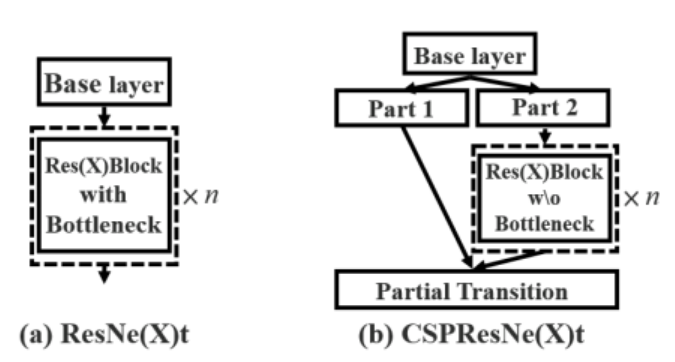 Base layer
Res(X)Block
with
Bottleneck
× n
(a) ResNe(X)t
Base layer
Part 1
Part 2
Res(X)Block
w\o
Bottleneck
× n
Partial Transition
(b) CSPResNe(X)t